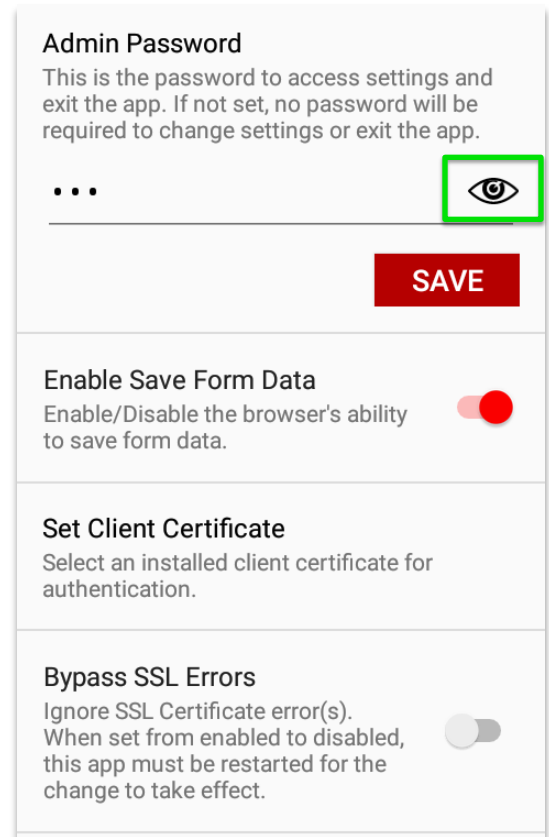 Admin Password
This is the password to access settings and
exit the app. If not set, no password will be
required to change settings or exit the app.
•••
SAVE
Enable Save Form Data
Enable/Disable the browser's ability
to save form data.
Set Client Certificate
Select an installed client certificate for
authentication.
Bypass SSL Errors
Ignore SSL Certificate error(s).
When set from enabled to disabled,
this app must be restarted for the
change to take effect.